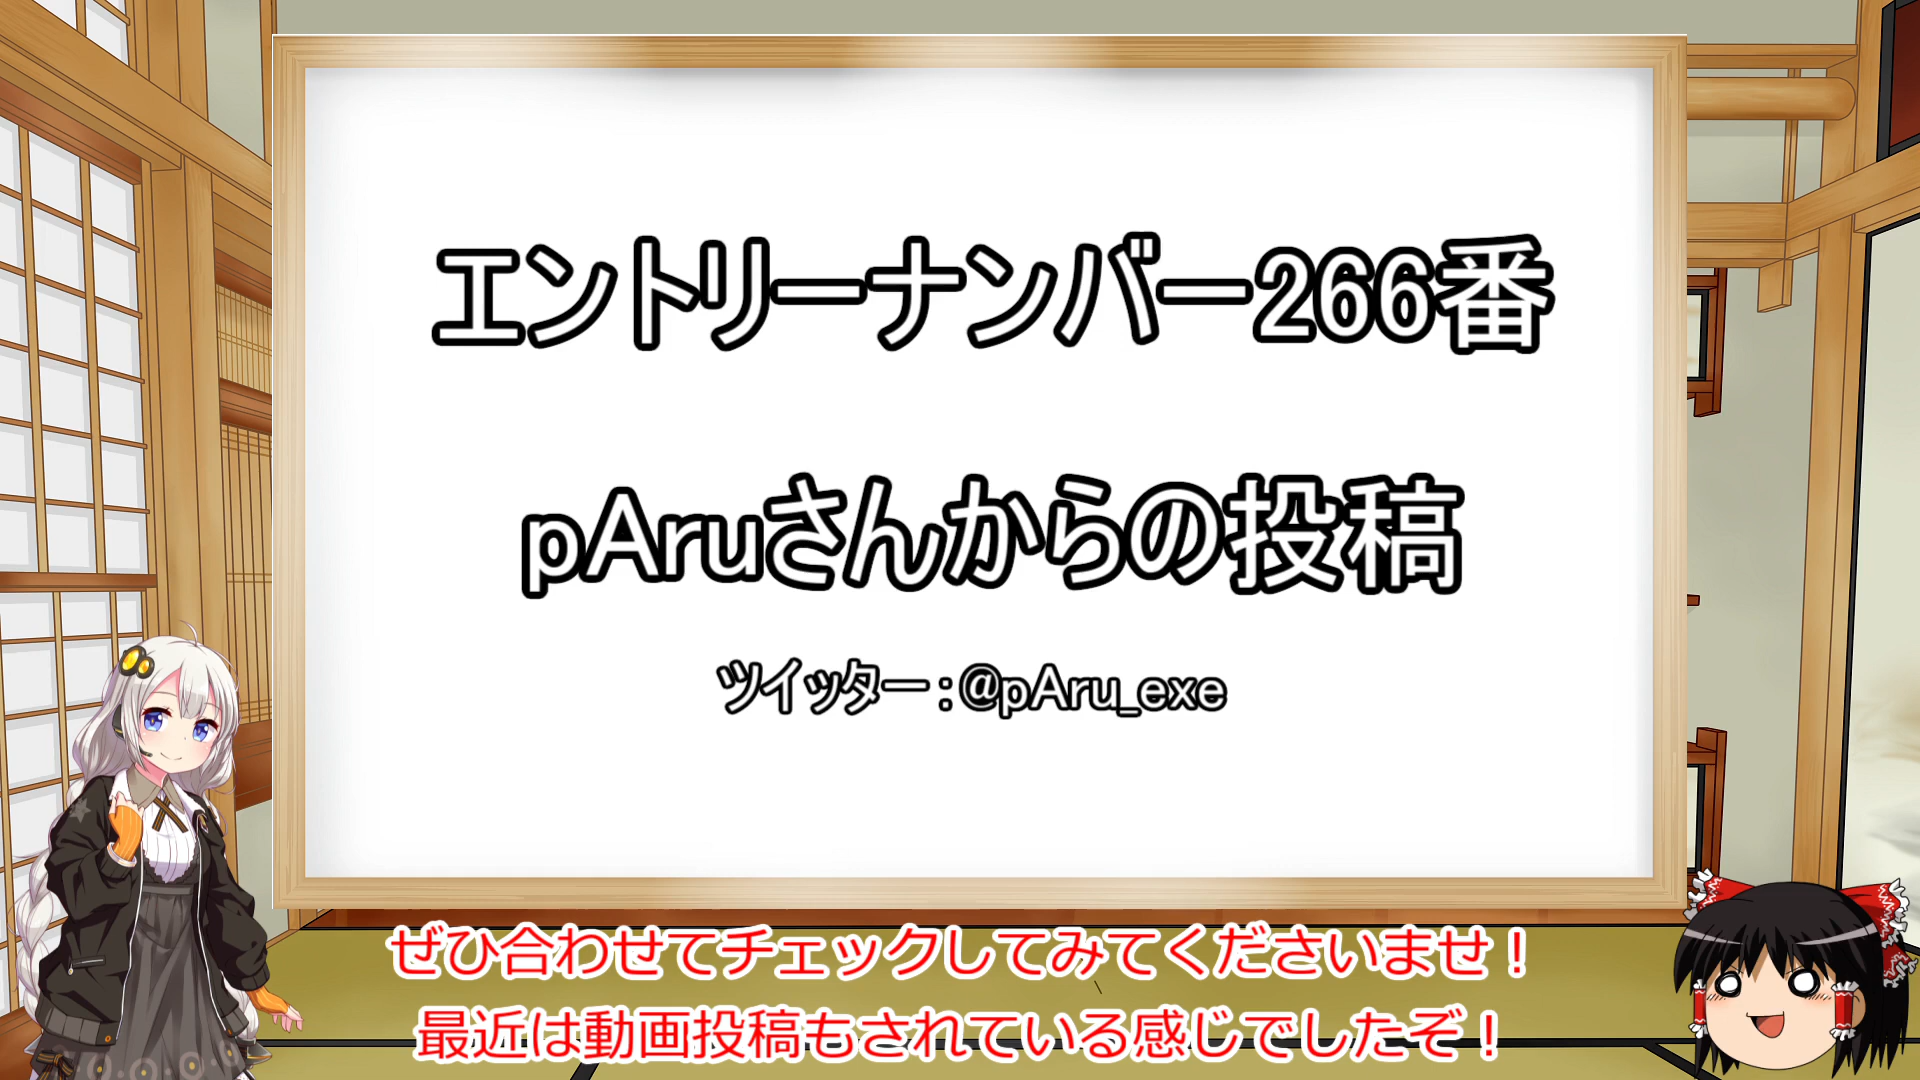 エントリーナンバー266番
pAruさんからの投稿
ツイッター：@pAru_exe
ぜひ合わせてチェックしてみてくださいませ！
最近は動画投稿もされている感じでしたぞ！